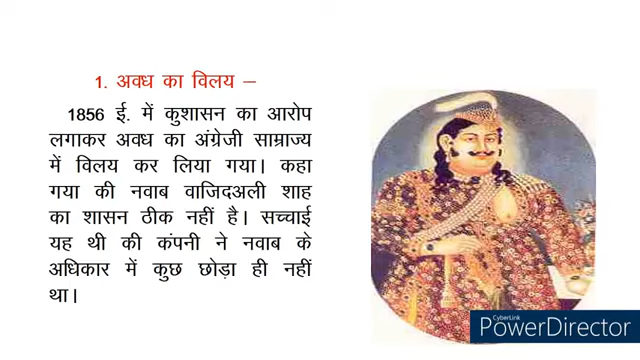 1. अवध का विलय –
1856 ई. में कुशासन का आरोप
लगाकर अवध का अंग्रेजी साम्राज्य
में विलय कर लिया गया। कहा
गया की नवाब वाजिदअली शाह
का शासन ठीक नहीं है। सच्चाई
यह थी की कंपनी ने नवाब के
अधिकार में कुछ छोड़ा ही नहीं
था।
CyberLink
PowerDirector